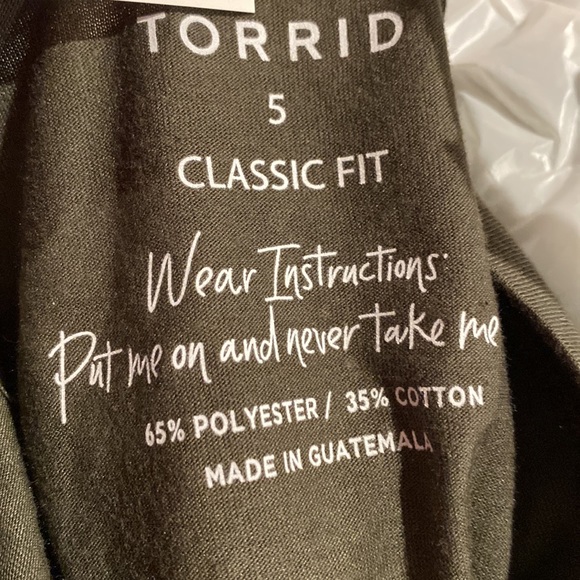 TORRID
5
CLASSIC FIT
Wear Instructions:
Put me on and never take me
65% POLYESTER / 35% COTTON
MADE IN GUATEMALA